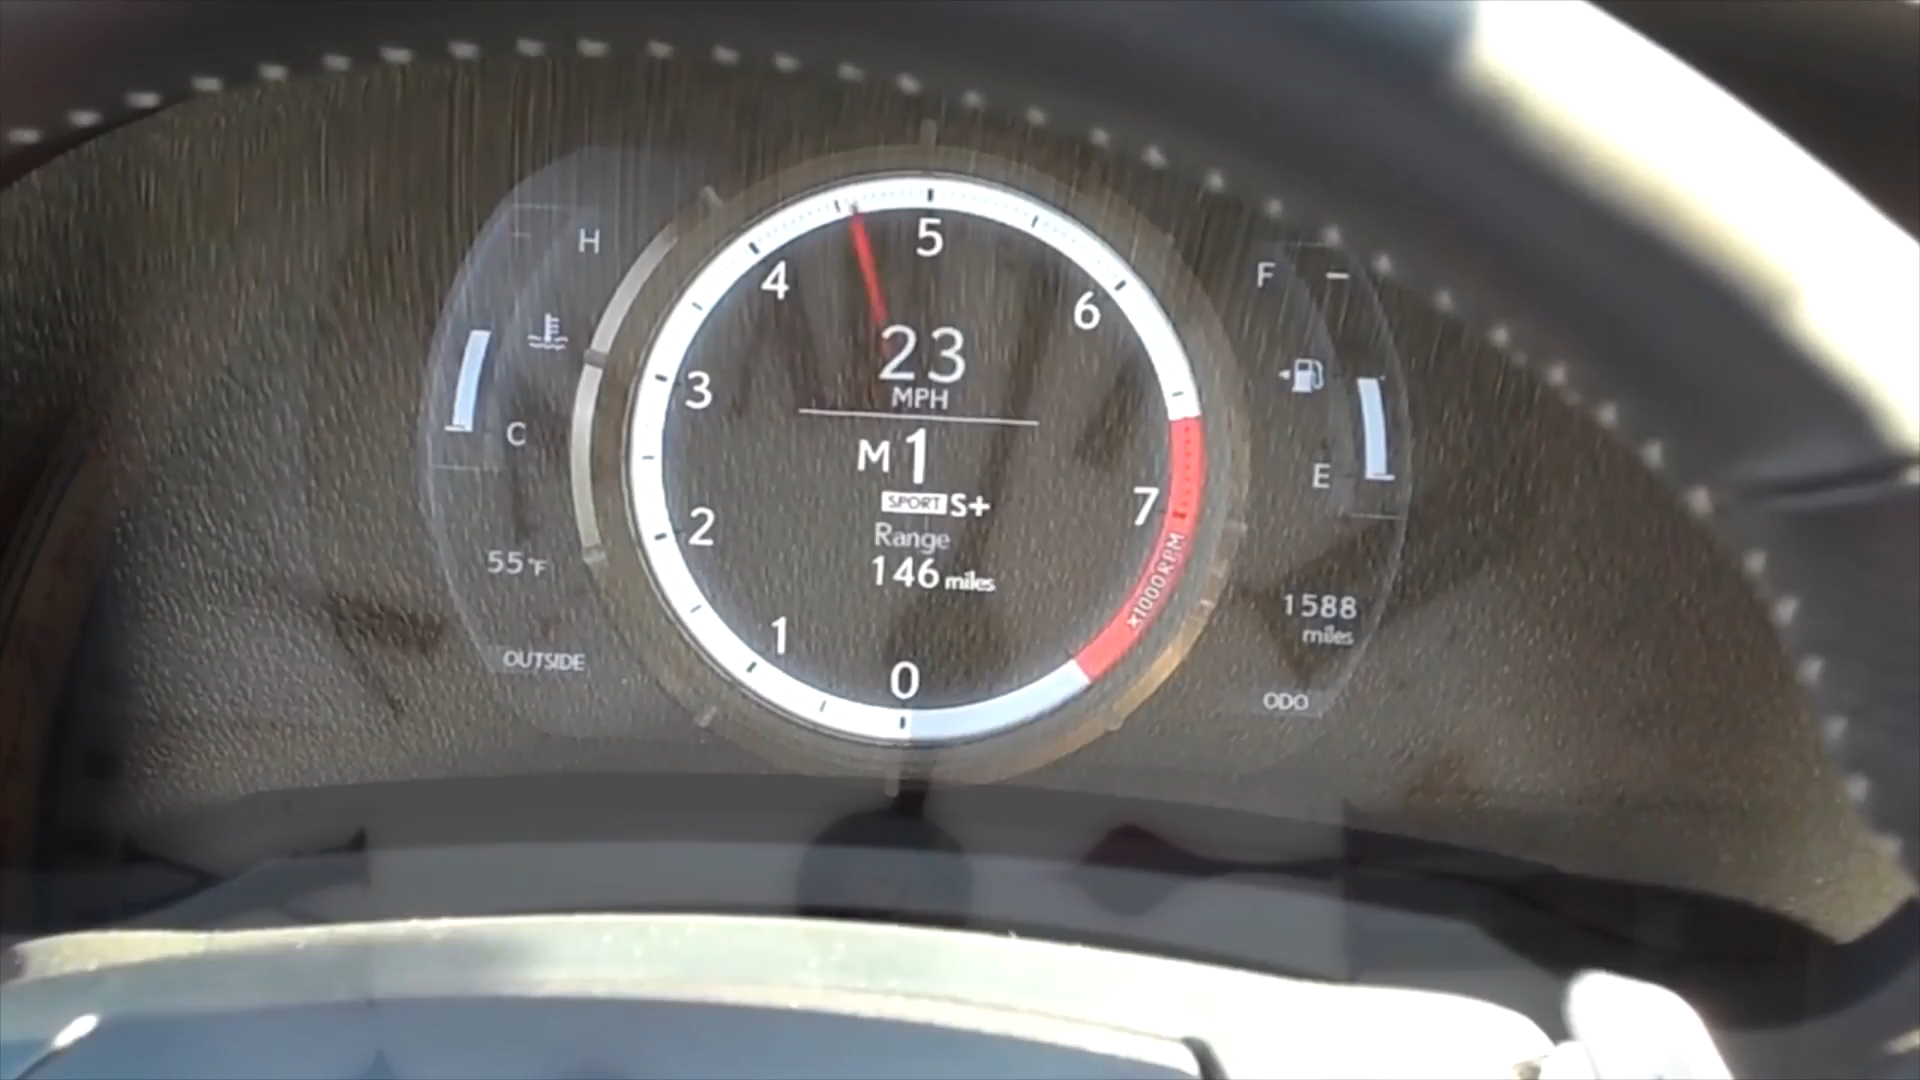 H
C
55°F
OUTSIDE
0
1
2
3
4
5
6
7
x1000RPM
23
MPH
M 1
SPORT S+
Range
146 miles
F
E
1588
miles
ODO